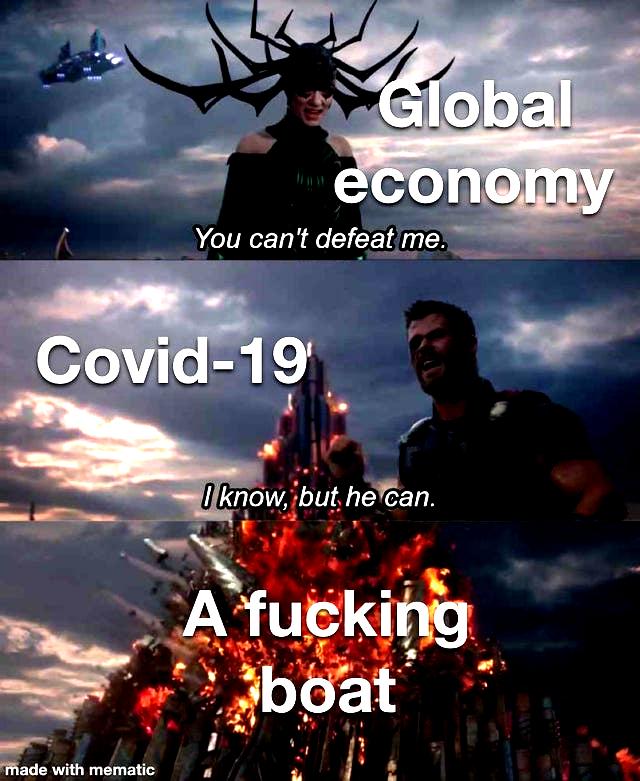 Global
economy
You can't defeat me.
Covid-19
I know, but he can.
A fucking
boat
made with mematic